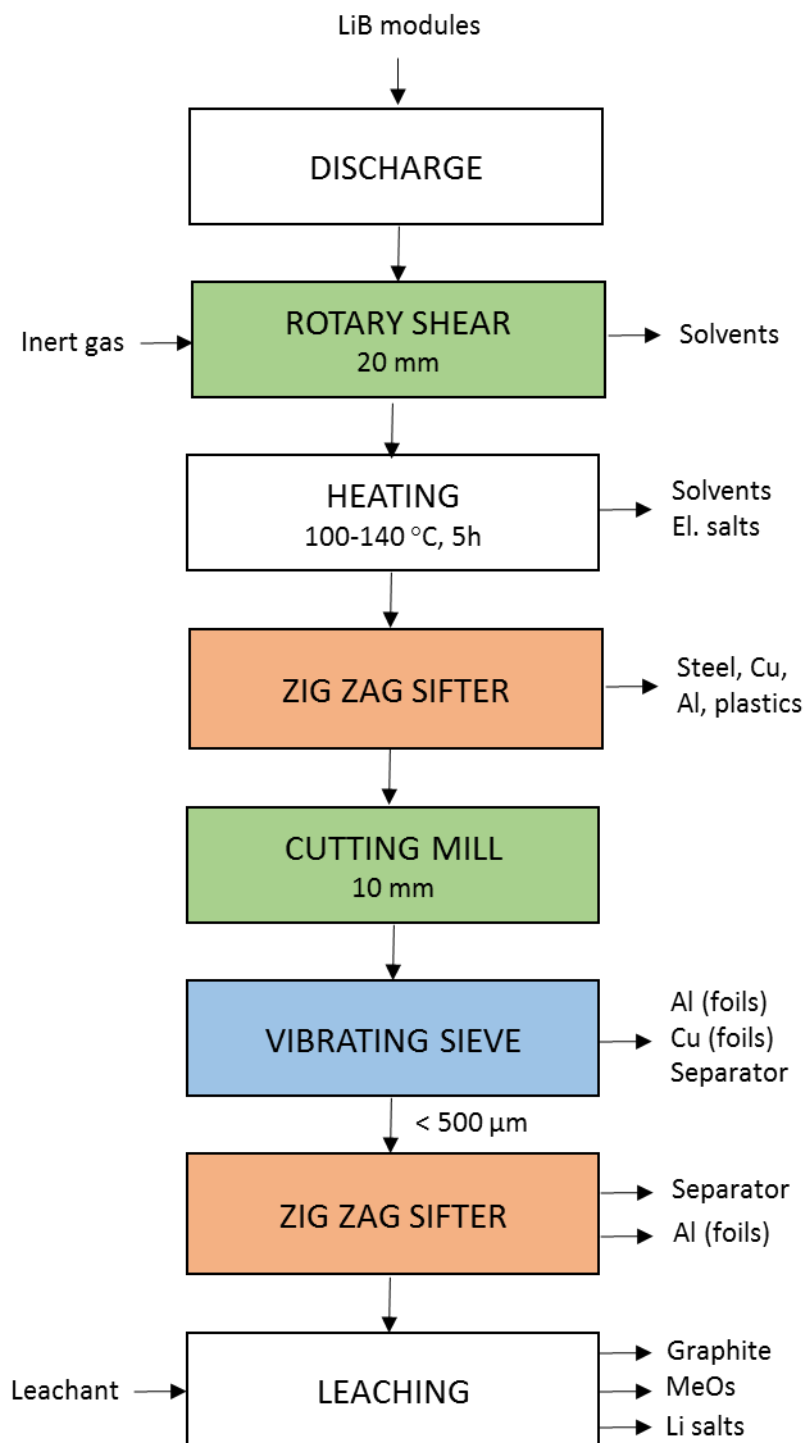 LiB modules
DISCHARGE
ROTARY SHEAR
20 mm
Inert gas
Solvents
HEATING
100-140 °C, 5h
Solvents
El. salts
ZIG ZAG SIFTER
Steel, Cu,
Al, plastics
CUTTING MILL
10 mm
VIBRATING SIEVE
Al (foils)
Cu (foils)
Separator
< 500 µm
ZIG ZAG SIFTER
Separator
Al (foils)
Leachant
LEACHING
Graphite
MeOs
Li salts